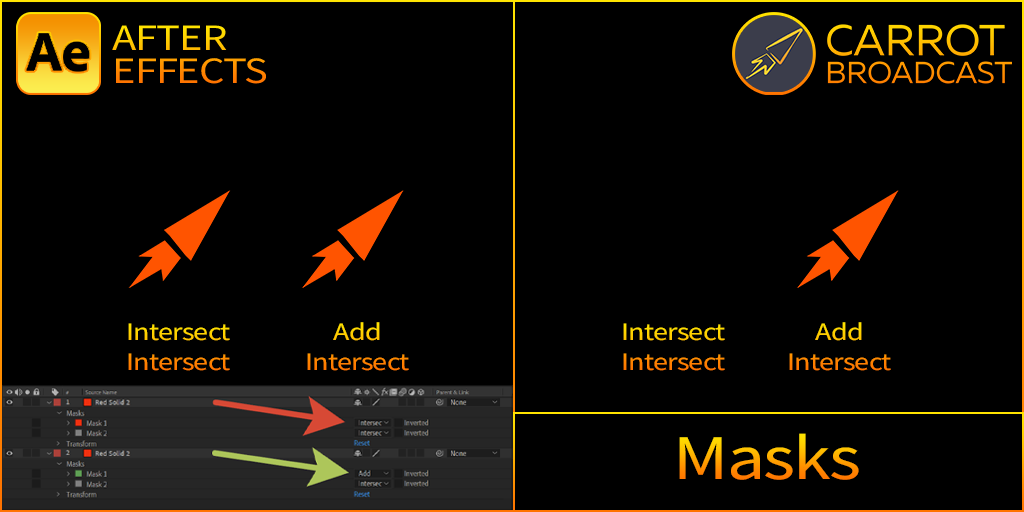 Ae
AFTER
EFFECTS
CARROT
BROADCAST
Intersect
Intersect
Add
Intersect
Intersect
Intersect
Add
Intersect
# Source Name Parent & Link
1 Red Solid 2 None
Masks
Mask 1 Intersec Inverted
Mask 2 Intersec Inverted
Transform Reset
2 Red Solid 2 None
Masks
Mask 1 Add Inverted
Mask 2 Intersec Inverted
Transform Reset
Masks